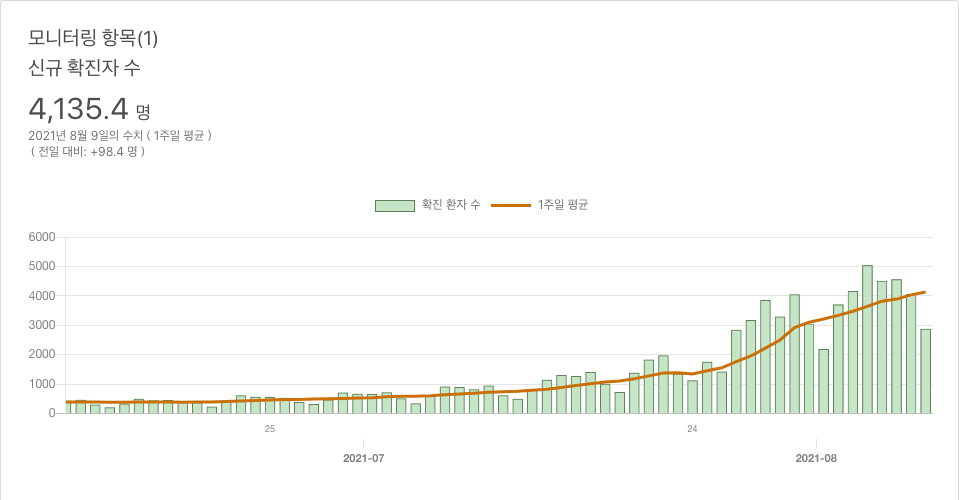 모니터링 항목(1)
신규 확진자 수
4,135.4 명
2021년 8월 9일의 수치 ( 1주일 평균 )
( 전일 대비: +98.4 명 )
확진 환자 수 1주일 평균
6000
5000
4000
3000
2000
1000
0
25 24
2021-07 2021-08